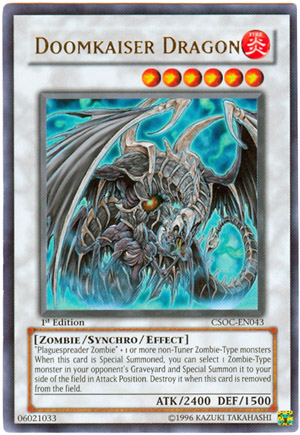 DOOMKAISER DRAGON
FIRE
炎
1st Edition
CSOC-EN043
[ZOMBIE/SYNCHRO/EFFECT]
"Plaguespreader Zombie" + 1 or more non-Tuner Zombie-Type monsters
When this card is Special Summoned, you can select 1 Zombie-Type
monster in your opponent's Graveyard and Special Summon it to your
side of the field in Attack Position. Destroy it when this card is removed
from the field.
ATK/2400 DEF/1500
06021033
©1996 KAZUKI TAKAHASHI